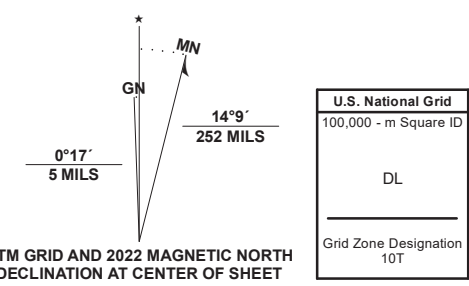 ★
MN
GN
14°9´
252 MILS
0°17´
5 MILS
TM GRID AND 2022 MAGNETIC NORTH
DECLINATION AT CENTER OF SHEET
U.S. National Grid
100,000 - m Square ID
DL
Grid Zone Designation
10T